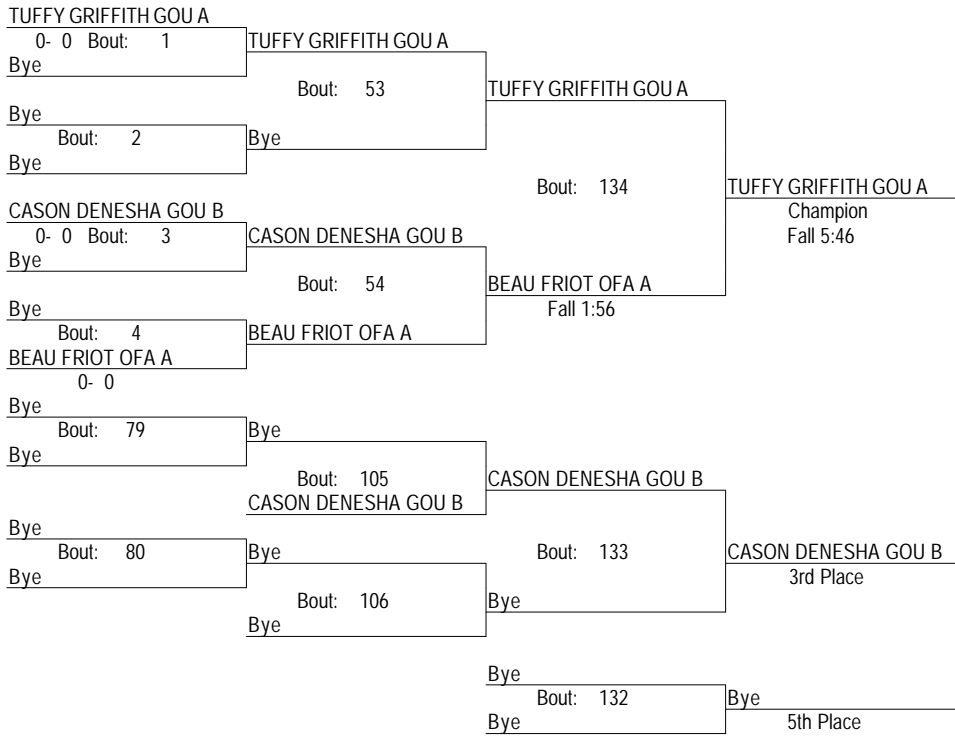 TUFFY GRIFFITH GOU A
0- 0 Bout: 1
TUFFY GRIFFITH GOU A
Bye
Bout: 53
TUFFY GRIFFITH GOU A
Bye
Bout: 2
Bye
Bye
Bout: 134
TUFFY GRIFFITH GOU A
CASON DENESHA GOU B
Champion
0- 0 Bout: 3
CASON DENESHA GOU B
Fall 5:46
Bye
Bout: 54
BEAU FRIOT OFA A
Bye
Fall 1:56
Bout: 4
BEAU FRIOT OFA A
BEAU FRIOT OFA A
0- 0
Bye
Bout: 79
Bye
Bye
Bout: 105
CASON DENESHA GOU B
CASON DENESHA GOU B
Bye
Bout: 80
Bye
Bout: 133
CASON DENESHA GOU B
Bye
3rd Place
Bout: 106
Bye
Bye
Bye
Bout: 132
Bye
Bye
5th Place